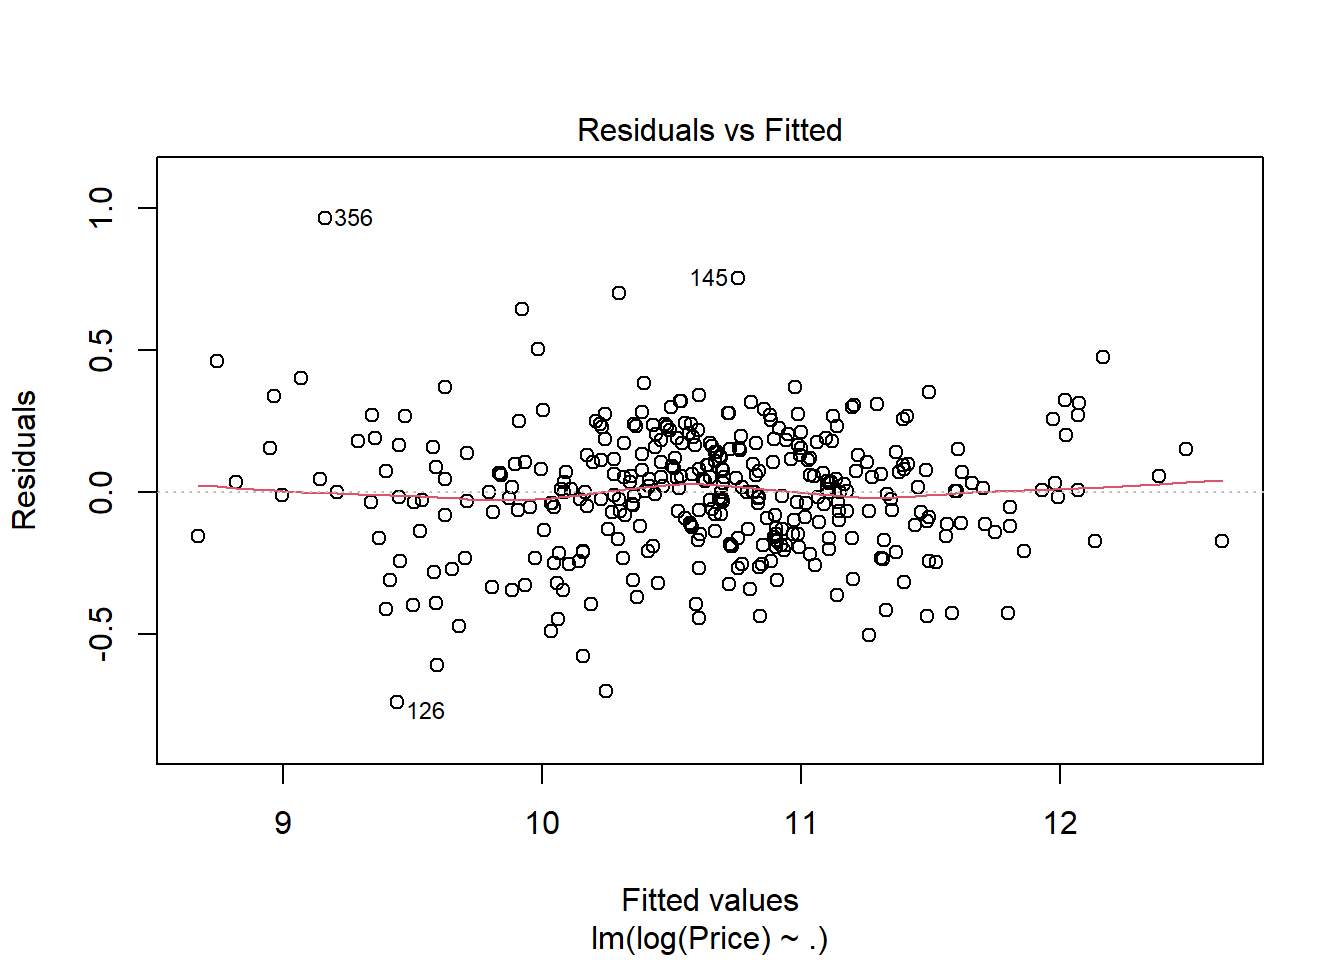 Residuals vs Fitted
Residuals
1.0
0.5
0.0
-0.5
356
145
126
9
10
11
12
Fitted values
lm(log(Price) ~ .)